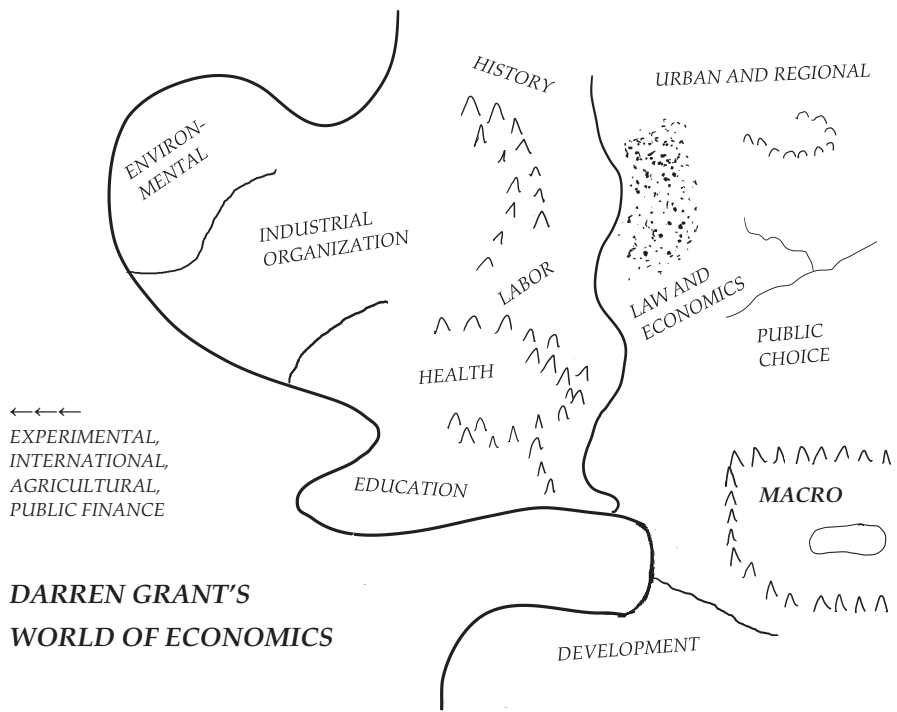 HISTORY
URBAN AND REGIONAL
ENVIRON-
MENTAL
INDUSTRIAL
ORGANIZATION
LABOR
LAW AND
ECONOMICS
PUBLIC
CHOICE
HEALTH
←←←
EXPERIMENTAL,
INTERNATIONAL,
AGRICULTURAL,
PUBLIC FINANCE
EDUCATION
MACRO
DARREN GRANT'S
WORLD OF ECONOMICS
DEVELOPMENT